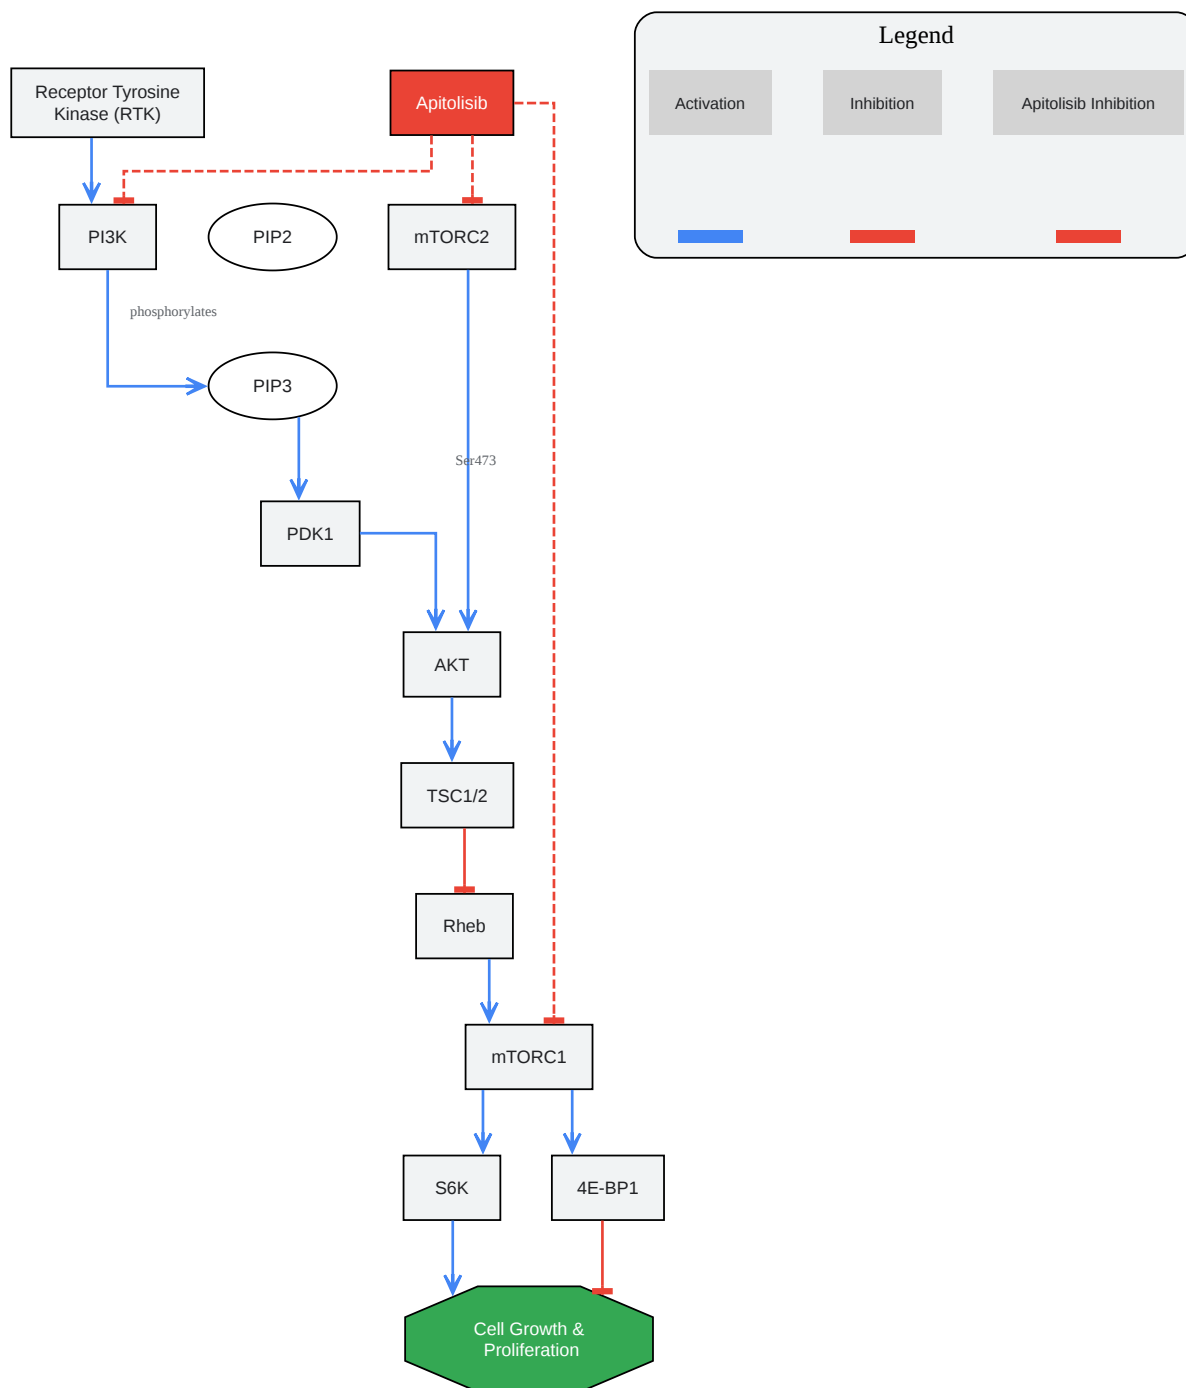 Legend
Activation
Inhibition
Apitolisib Inhibition
Receptor Tyrosine
Kinase (RTK)
Apitolisib
PI3K
PIP2
mTORC2
phosphorylates
PIP3
Ser473
PDK1
AKT
TSC1/2
Rheb
mTORC1
S6K
4E-BP1
Cell Growth &
Proliferation